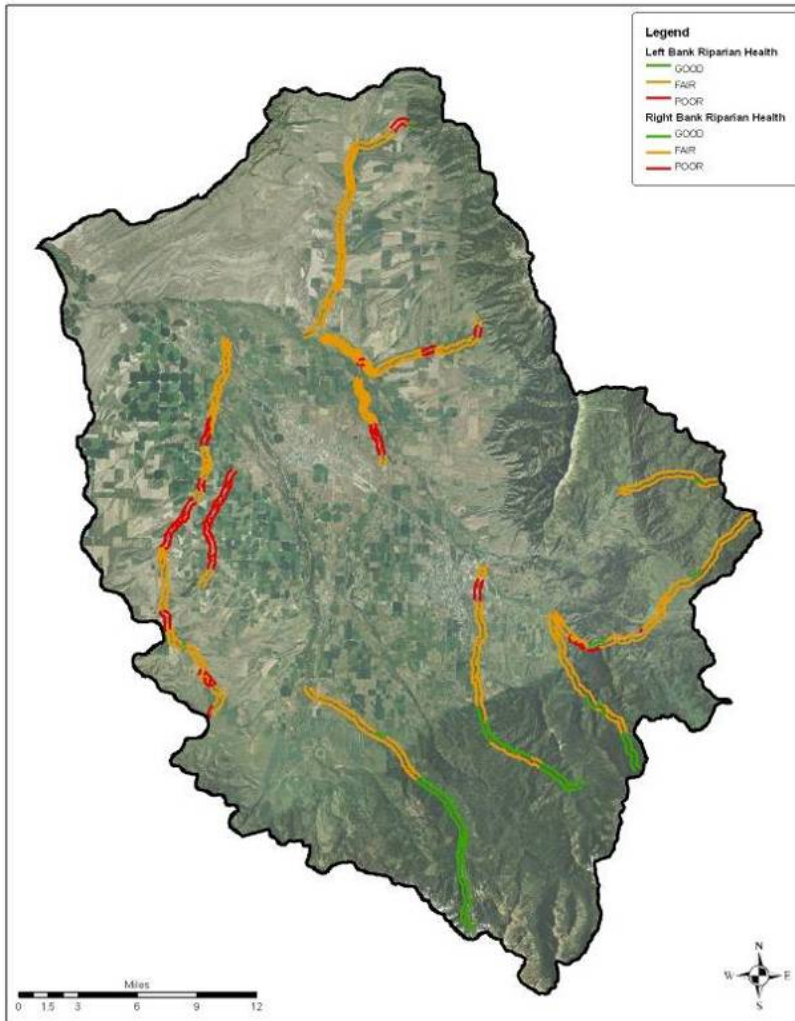 Legend
Left Bank Riparian Health
GOOD
FAIR
POOR
Right Bank Riparian Health
GOOD
FAIR
POOR
N
W E
S
Miles
0 1.5 3 6 9 12